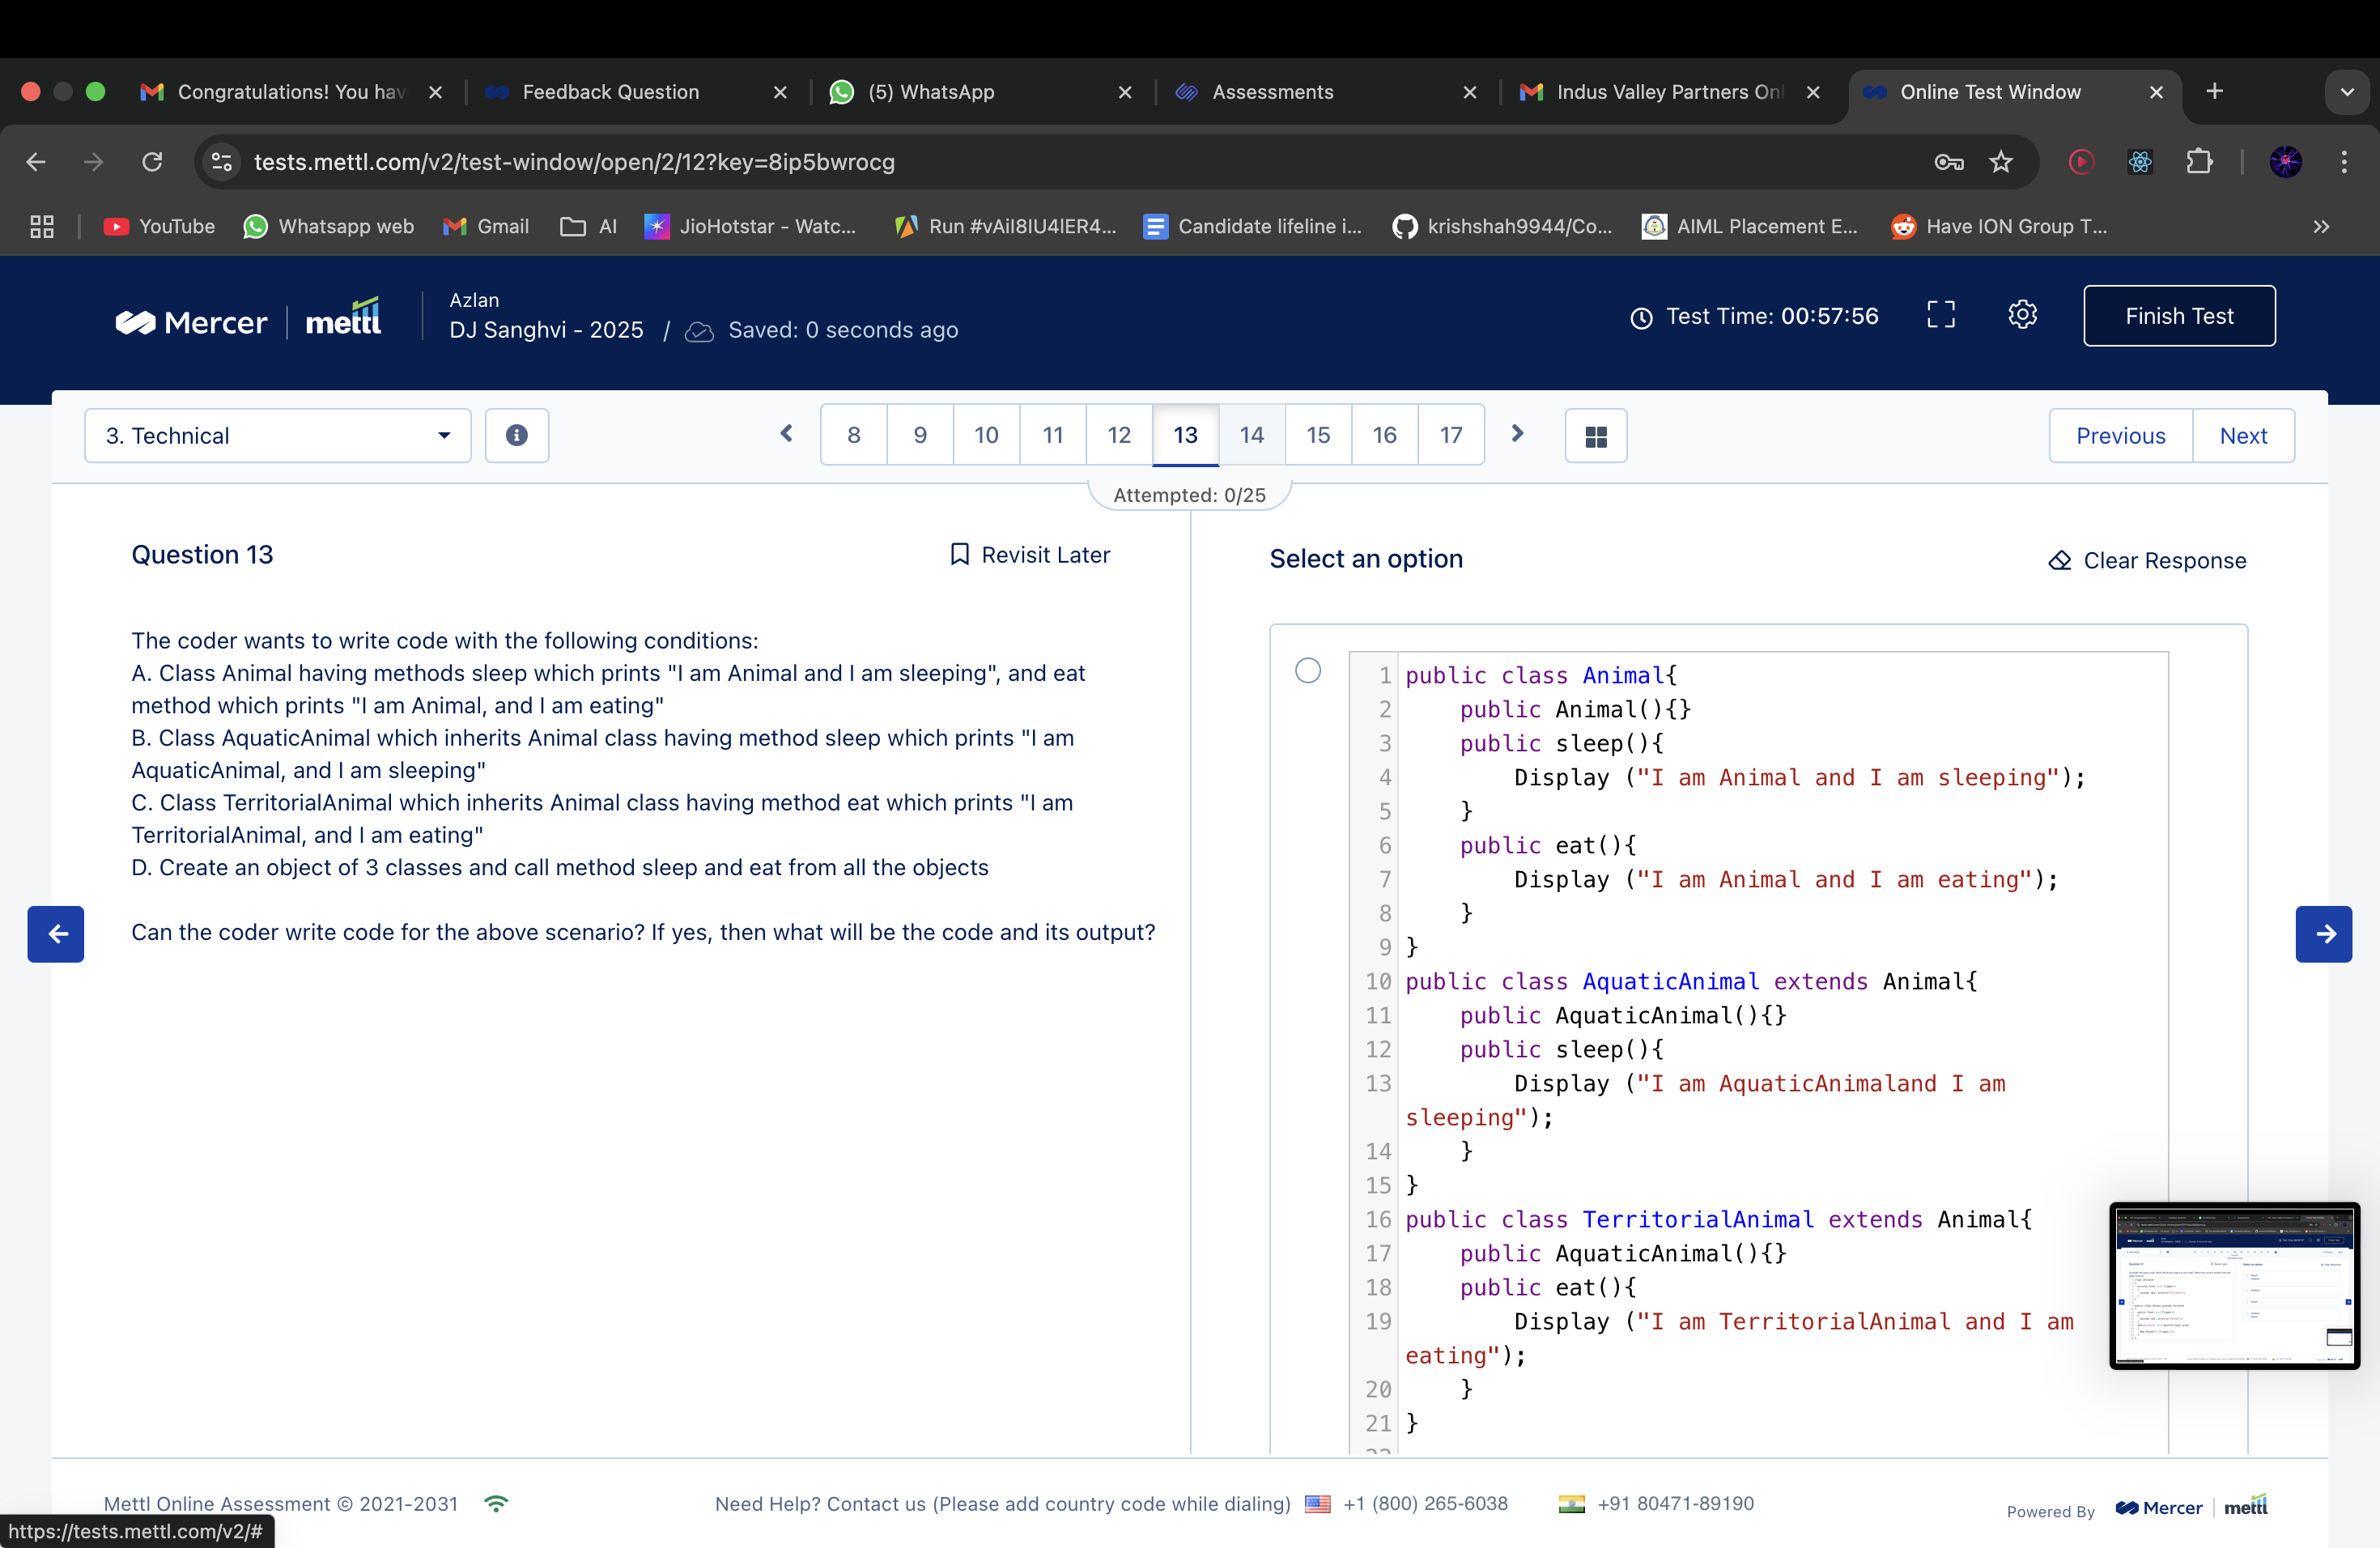 Congratulations! You hav
Feedback Question
(5) WhatsApp
Assessments
Indus Valley Partners Onl
Online Test Window
tests.mettl.com/v2/test-window/open/2/12?key=8ip5bwrocg
YouTube
Whatsapp web
Gmail
AI
JioHotstar - Watc...
Run #vAil8IU4lER4...
Candidate lifeline i...
krishshah9944/Co...
AIML Placement E...
Have ION Group T...
Mercer | mettl
Azlan
DJ Sanghvi - 2025 / Saved: 0 seconds ago
Test Time: 00:57:56
Finish Test
3. Technical
8 9 10 11 12 13 14 15 16 17
Previous Next
Attempted: 0/25
Question 13
Revisit Later
The coder wants to write code with the following conditions:
A. Class Animal having methods sleep which prints "I am Animal and I am sleeping", and eat
method which prints "I am Animal, and I am eating"
B. Class AquaticAnimal which inherits Animal class having method sleep which prints "I am
AquaticAnimal, and I am sleeping"
C. Class TerritorialAnimal which inherits Animal class having method eat which prints "I am
TerritorialAnimal, and I am eating"
D. Create an object of 3 classes and call method sleep and eat from all the objects
Can the coder write code for the above scenario? If yes, then what will be the code and its output?
Select an option
Clear Response
1 public class Animal{
2 public Animal(){}
3 public sleep(){
4 Display ("I am Animal and I am sleeping");
5 }
6 public eat(){
7 Display ("I am Animal and I am eating");
8 }
9 }
10 public class AquaticAnimal extends Animal{
11 public AquaticAnimal(){}
12 public sleep(){
13 Display ("I am AquaticAnimaland I am
sleeping");
14 }
15 }
16 public class TerritorialAnimal extends Animal{
17 public AquaticAnimal(){}
18 public eat(){
19 Display ("I am TerritorialAnimal and I am
eating");
20 }
21 }
Mettl Online Assessment © 2021-2031
Need Help? Contact us (Please add country code while dialing) +1 (800) 265-6038 +91 80471-89190
Powered By Mercer | mettl
https://tests.mettl.com/v2/#